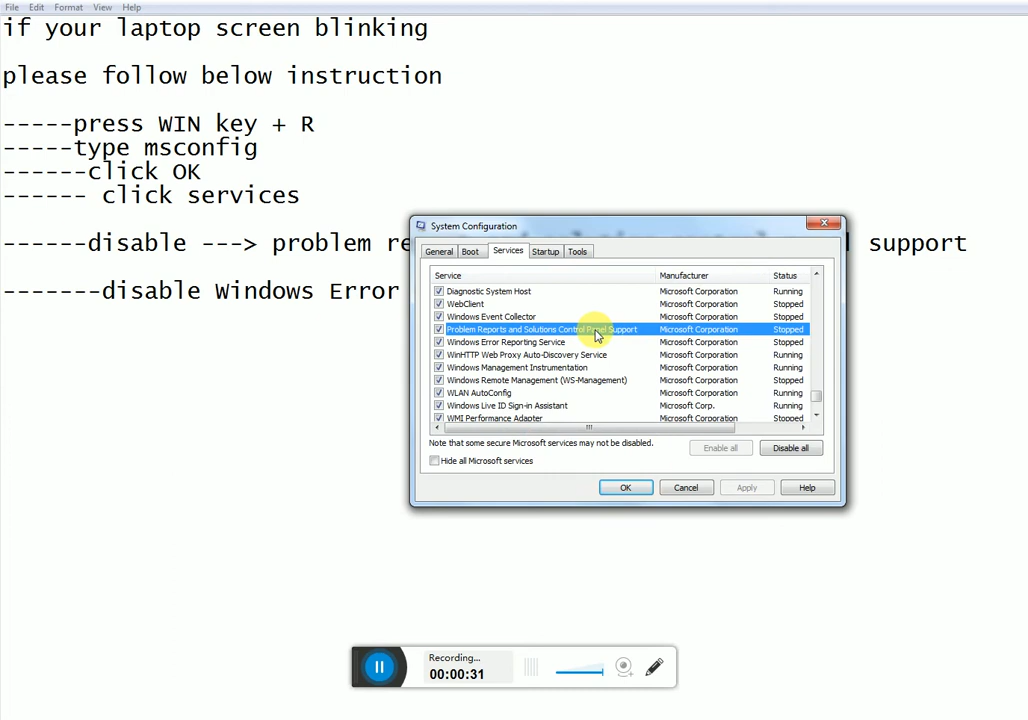 File Edit Format View Help
if your laptop screen blinking
please follow below instruction
-----press WIN key + R
-----type msconfig
------click OK
------ click services
------disable ---> problem re
support
-------disable Windows Error
System Configuration
General Boot Services Startup Tools
Service Manufacturer Status
Diagnostic System Host Microsoft Corporation Running
WebClient Microsoft Corporation Stopped
Windows Event Collector Microsoft Corporation Stopped
Problem Reports and Solutions Control Panel Support Microsoft Corporation Stopped
Windows Error Reporting Service Microsoft Corporation Stopped
WinHTTP Web Proxy Auto-Discovery Service Microsoft Corporation Running
Windows Management Instrumentation Microsoft Corporation Running
Windows Remote Management (WS-Management) Microsoft Corporation Stopped
WLAN AutoConfig Microsoft Corporation Running
Windows Live ID Sign-in Assistant Microsoft Corp. Running
WMI Performance Adapter Microsoft Corporation Stopped
Note that some secure Microsoft services may not be disabled.
Enable all Disable all
Hide all Microsoft services
OK Cancel Apply Help
Recording...
00:00:31